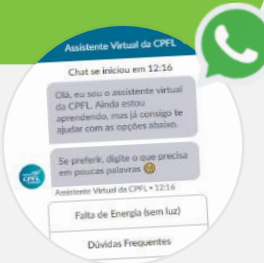 Assistente Virtual da CPFL
Chat se iniciou em 12:16
Olá, eu sou o assistente virtual
da CPFL. Ainda estou
aprendendo, mas já consigo te
ajudar com as opções abaixo.
Se preferir, digite o que precisa
em poucas palavras
CPFL
Assistente Virtual da CPFL • 12:16
Falta de Energia (sem luz)
Dúvidas Frequentes